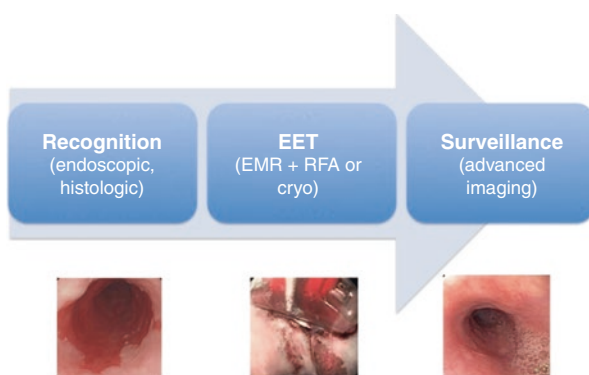 Recognition
(endoscopic,
histologic)
EET
(EMR + RFA or
cryo)
Surveillance
(advanced
imaging)